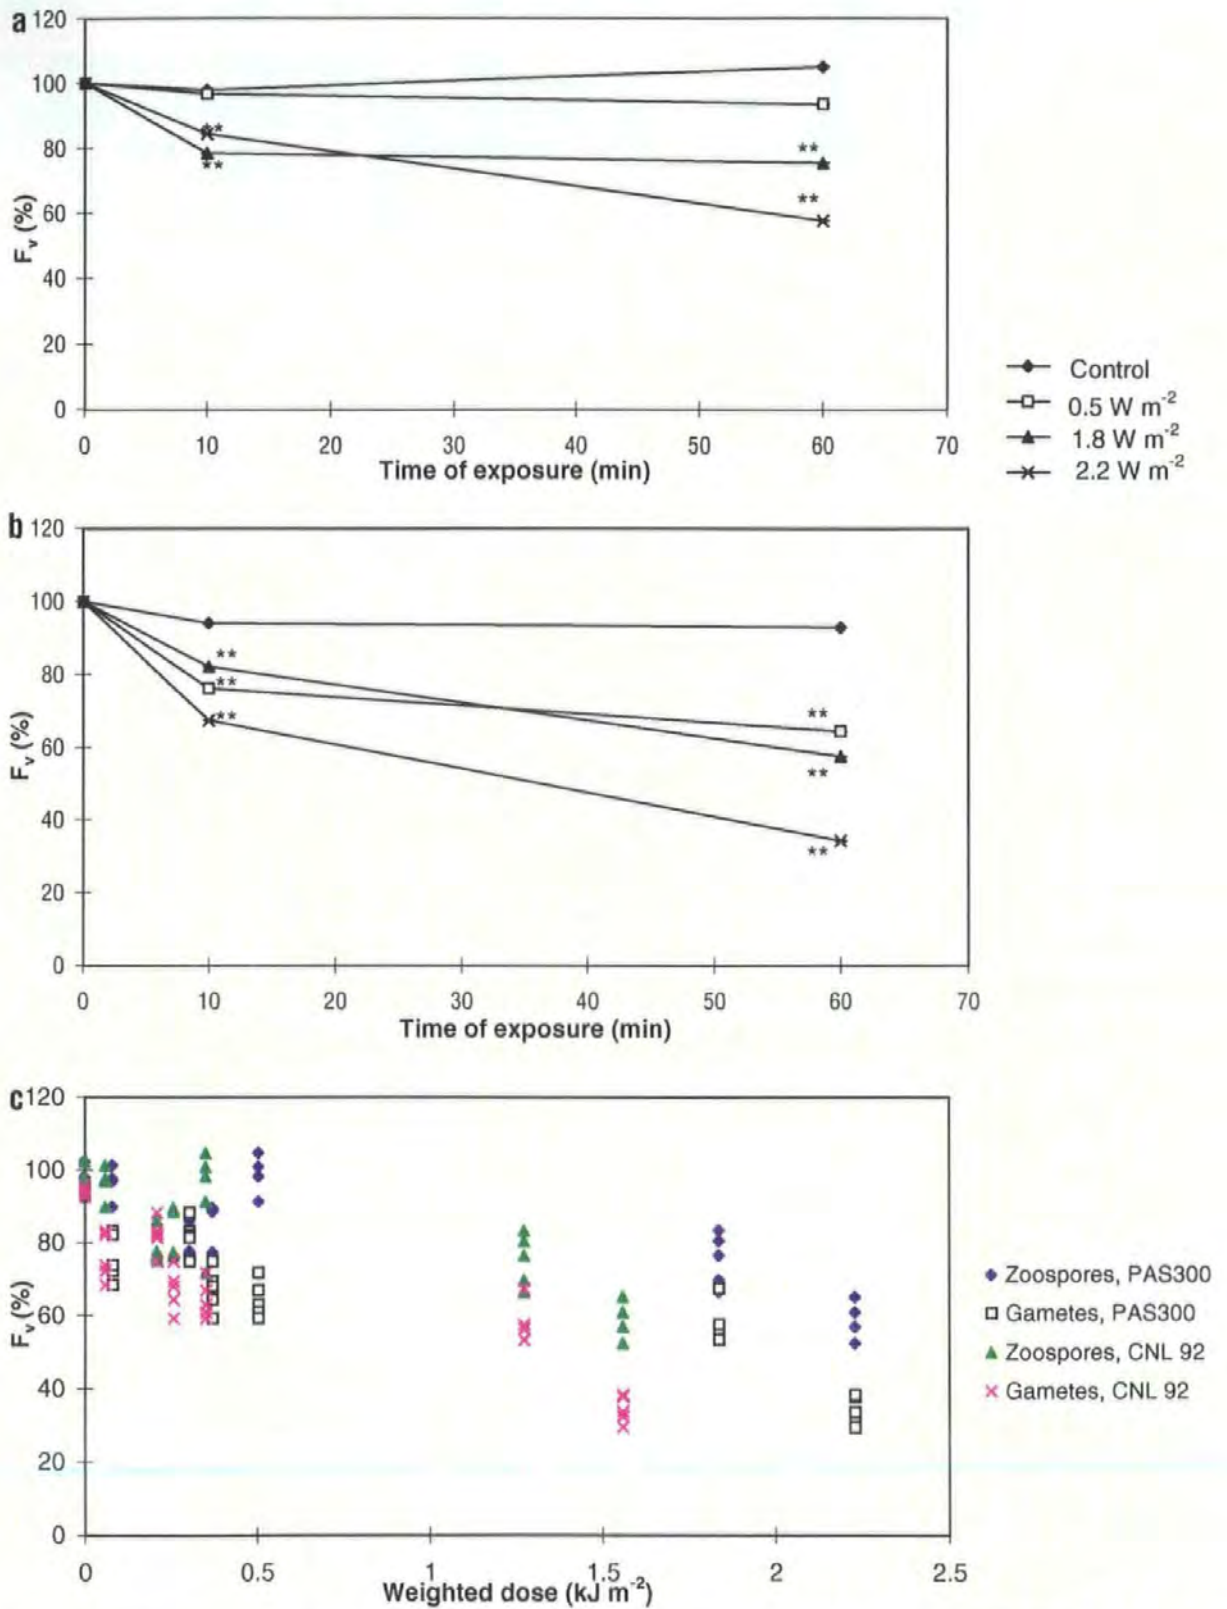 a
120
100
80
60
40
20
0
F_v (%)
**
**
**
**
0 10 20 30 40 50 60 70
Time of exposure (min)
Control
0.5 W m⁻²
1.8 W m⁻²
2.2 W m⁻²
b
120
100
80
60
40
20
0
F_v (%)
**
**
**
**
**
**
0 10 20 30 40 50 60 70
Time of exposure (min)
c
120
100
80
60
40
20
0
F_v (%)
0 0.5 1 1.5 2 2.5
Weighted dose (kJ m⁻²)
Zoospores, PAS300
Gametes, PAS300
Zoospores, CNL 92
Gametes, CNL 92